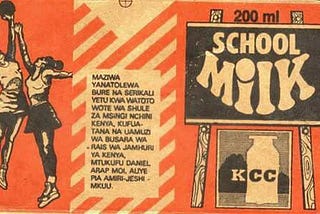 MAZIWA
YANATOLEWA
BURE NA SERIKALI
YETU KWA WATOTO
WOTE WA SHULE
ZA MSINGI NCHINI
KENYA, KUFUA-
TANA NA UAMUZI
WA BUSARA WA
- RAIS WA JAMHURI
YA KENYA,
MTUKUFU DANIEL
ARAP MOI, ALIYE
PIA AMIRI-JESHI -
MKUU.
200 ml
SCHOOL
MiLK
KCC